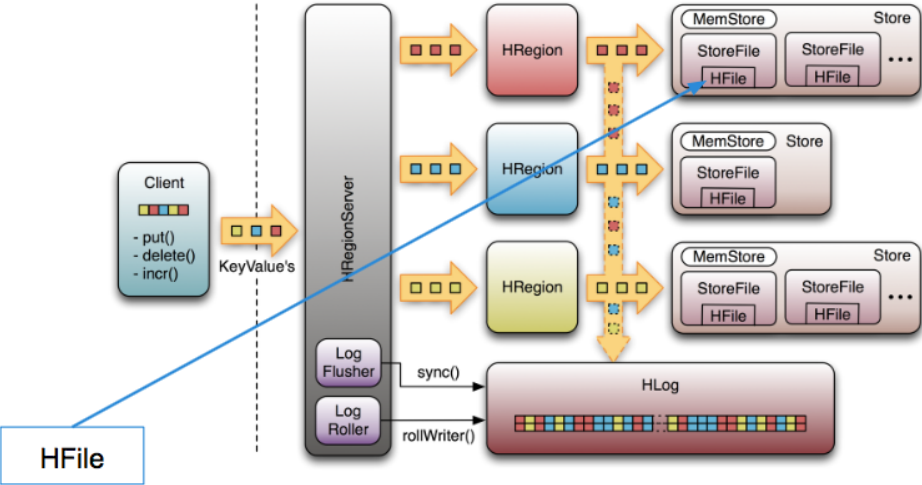 Client
- put()
- delete()
- incr()
KeyValue's
HRegionServer
Log
Flusher
Log
Roller
sync()
rollWriter()
HRegion
MemStore
Store
StoreFile
HFile
StoreFile
HFile
...
HRegion
MemStore
Store
StoreFile
HFile
HRegion
MemStore
Store
StoreFile
HFile
StoreFile
HFile
...
HLog
HFile